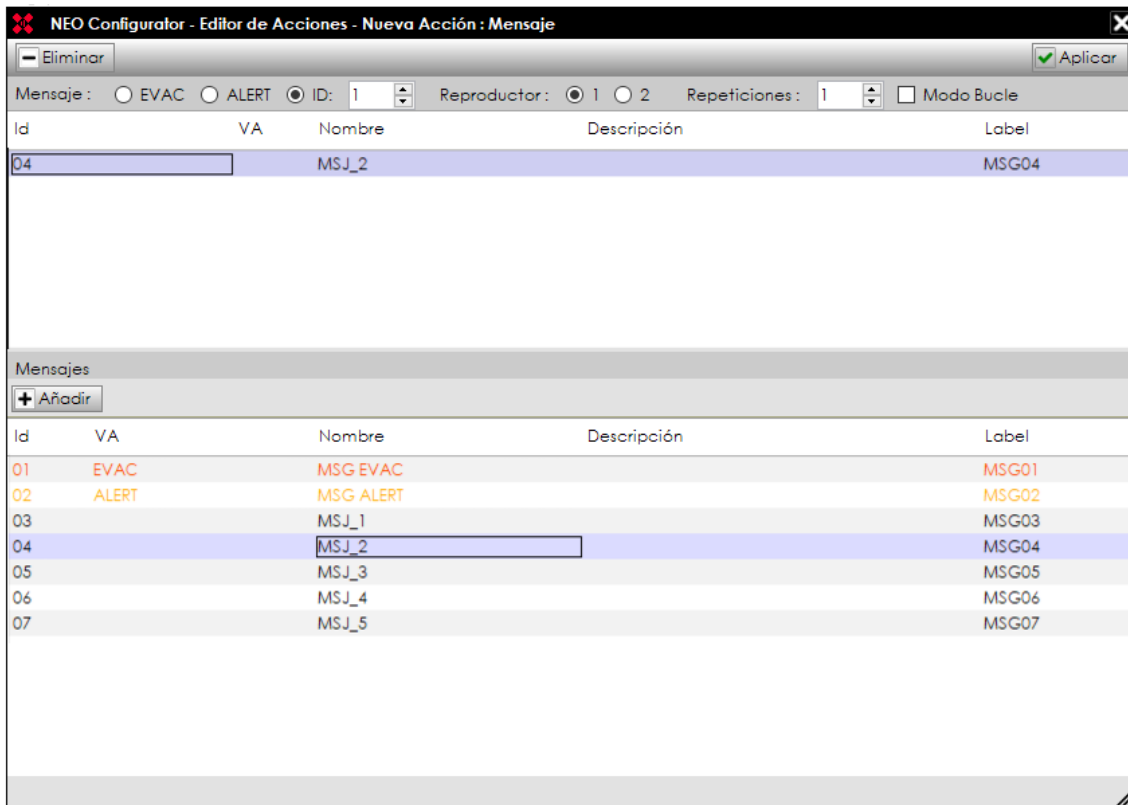 NEO Configurator - Editor de Acciones - Nueva Acción : Mensaje
Eliminar Aplicar
Mensaje : EVAC ALERT ID: 1 Reproductor : 1 2 Repeticiones : 1 Modo Bucle
Id VA Nombre Descripción Label
04 MSJ_2 MSG04
Mensajes
Añadir
Id VA Nombre Descripción Label
01 EVAC MSG EVAC MSG01
02 ALERT MSG ALERT MSG02
03 MSJ_1 MSG03
04 MSJ_2 MSG04
05 MSJ_3 MSG05
06 MSJ_4 MSG06
07 MSJ_5 MSG07